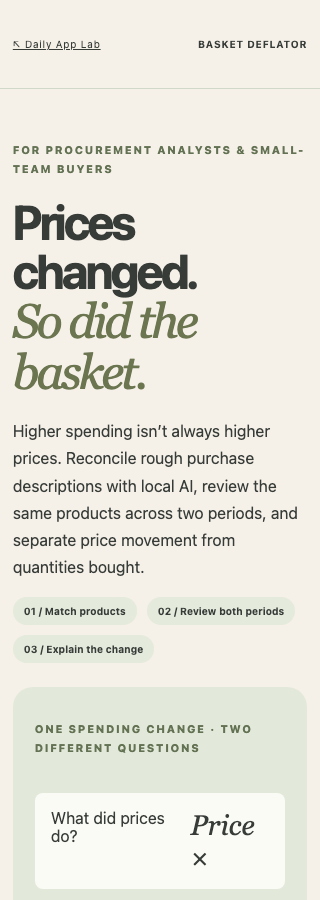 ↖ Daily App Lab
BASKET DEFLATOR
FOR PROCUREMENT ANALYSTS & SMALL-
TEAM BUYERS
Prices
changed.
So did the
basket.
Higher spending isn’t always higher
prices. Reconcile rough purchase
descriptions with local AI, review the
same products across two periods, and
separate price movement from
quantities bought.
01 / Match products
02 / Review both periods
03 / Explain the change
ONE SPENDING CHANGE · TWO
DIFFERENT QUESTIONS
What did prices
do?
Price
×